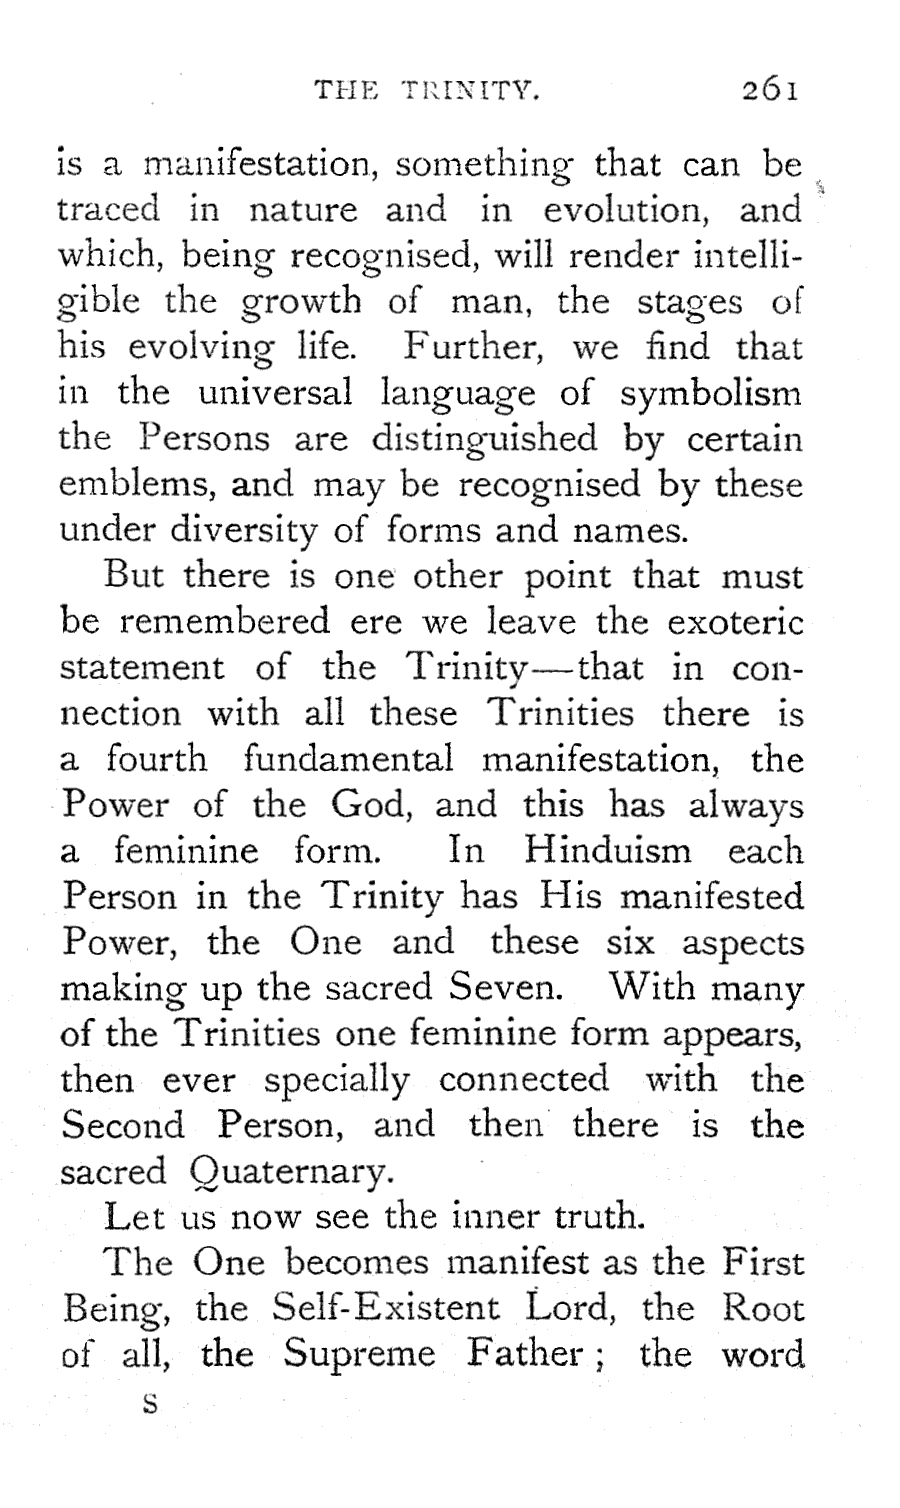 THE TRINITY. 261
is a manifestation, something that can be
traced in nature and in evolution, and
which, being recognised, will render intelli-
gible the growth of man, the stages of
his evolving life. Further, we find that
in the universal language of symbolism
the Persons are distinguished by certain
emblems, and may be recognised by these
under diversity of forms and names.
But there is one other point that must
be remembered ere we leave the exoteric
statement of the Trinity—that in con-
nection with all these Trinities there is
a fourth fundamental manifestation, the
Power of the God, and this has always
a feminine form. In Hinduism each
Person in the Trinity has His manifested
Power, the One and these six aspects
making up the sacred Seven. With many
of the Trinities one feminine form appears,
then ever specially connected with the
Second Person, and then there is the
sacred Quaternary.
Let us now see the inner truth.
The One becomes manifest as the First
Being, the Self-Existent Lord, the Root
of all, the Supreme Father ; the word
S